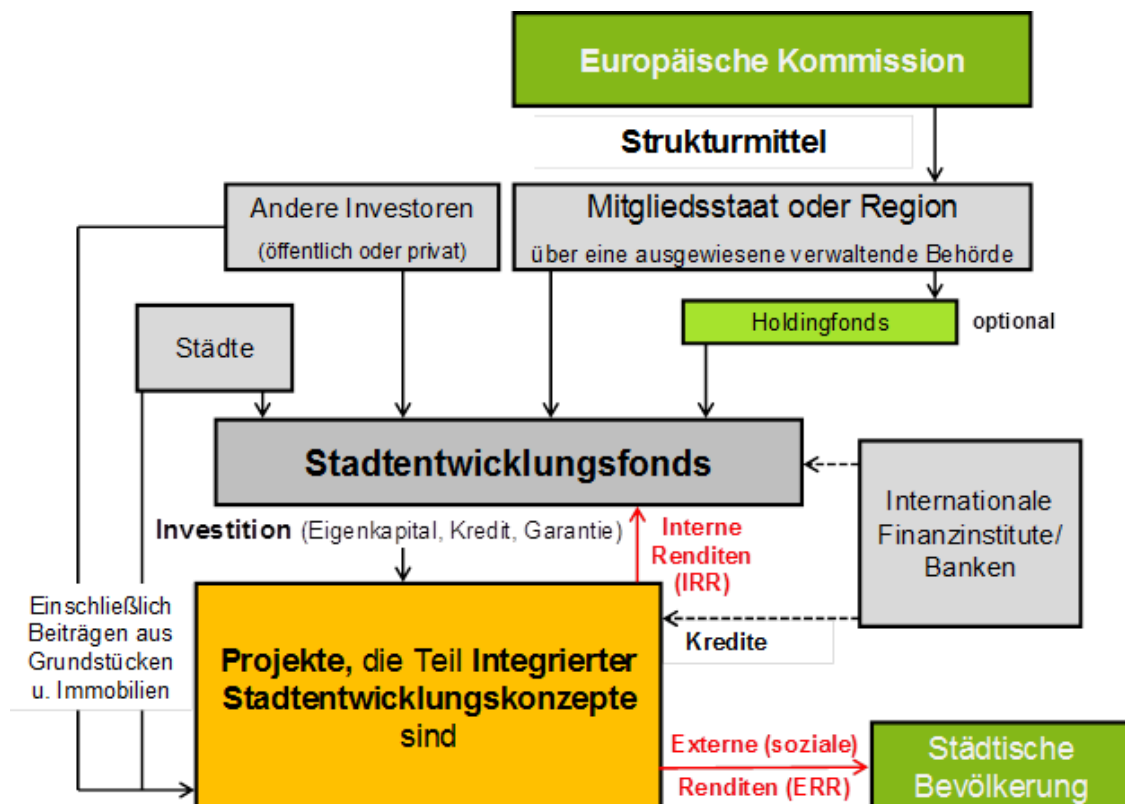 Europäische Kommission
Strukturmittel
Andere Investoren
(öffentlich oder privat)
Mitgliedsstaat oder Region
über eine ausgewiesene verwaltende Behörde
Holdingfonds
optional
Städte
Stadtentwicklungsfonds
Internationale
Finanzinstitute/
Banken
Investition (Eigenkapital, Kredit, Garantie)
Interne
Renditen
(IRR)
Einschließlich
Beiträgen aus
Grundstücken
u. Immobilien
Kredite
Projekte, die Teil Integrierter
Stadtentwicklungskonzepte
sind
Externe (soziale)
Renditen (ERR)
Städtische
Bevölkerung